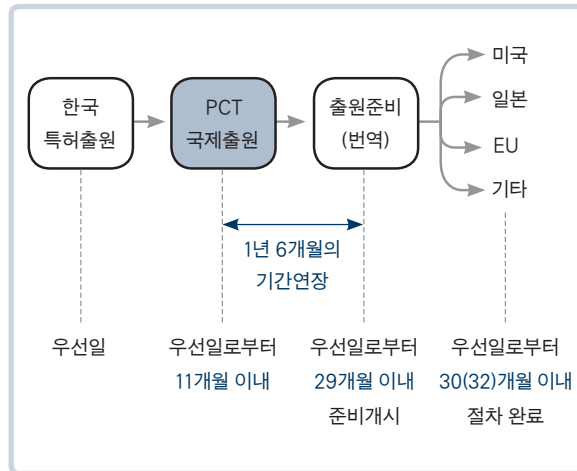 한국
특허출원
PCT
국제출원
출원준비
(번역)
미국
일본
EU
기타
1년 6개월의
기간연장
우선일
우선일로부터
11개월 이내
우선일로부터
29개월 이내
준비개시
우선일로부터
30(32)개월 이내
절차 완료